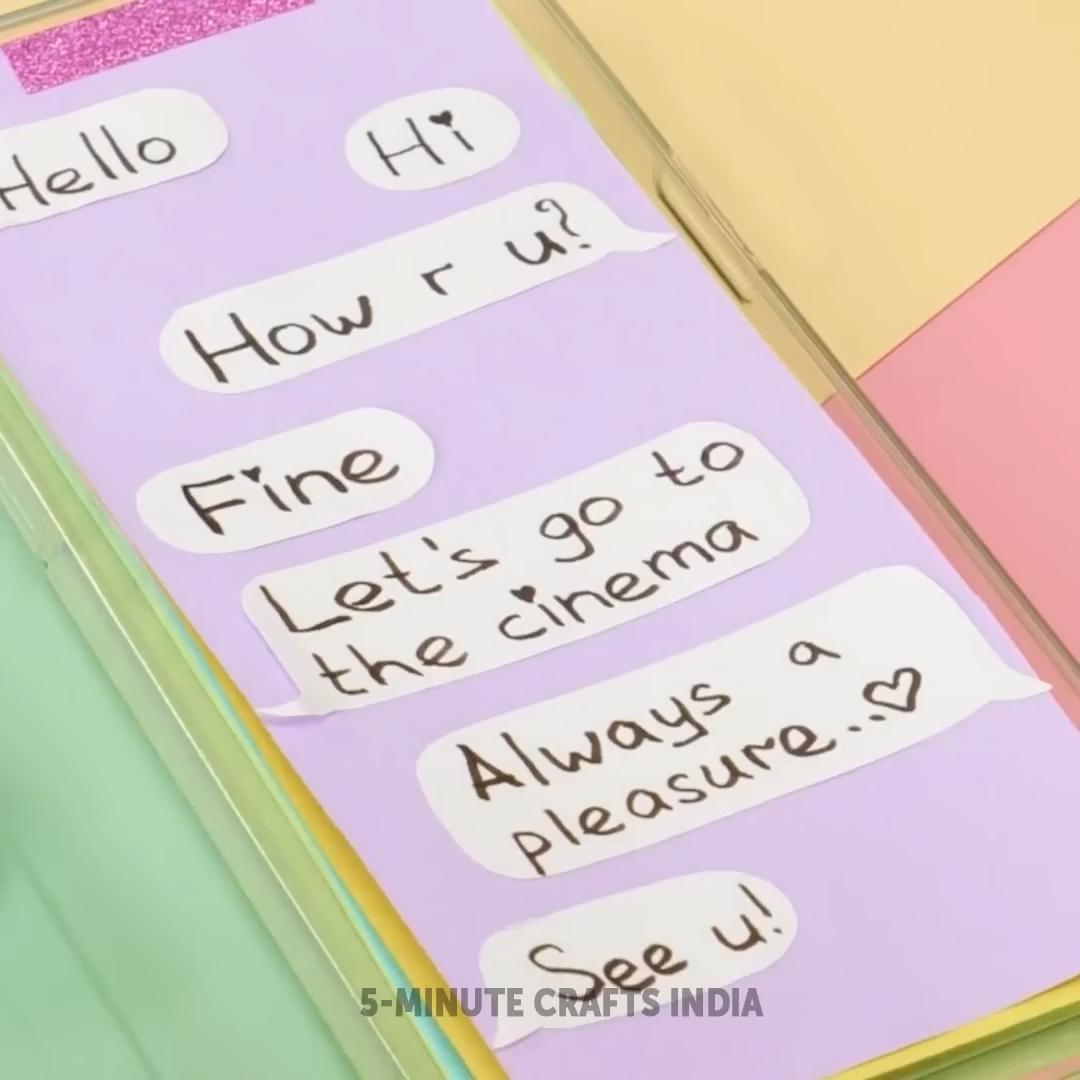 Hello
Hi
How r u?
Fine
Let's go to
the cinema
Always a
pleasure..♡
See u!
5-MINUTE CRAFTS INDIA